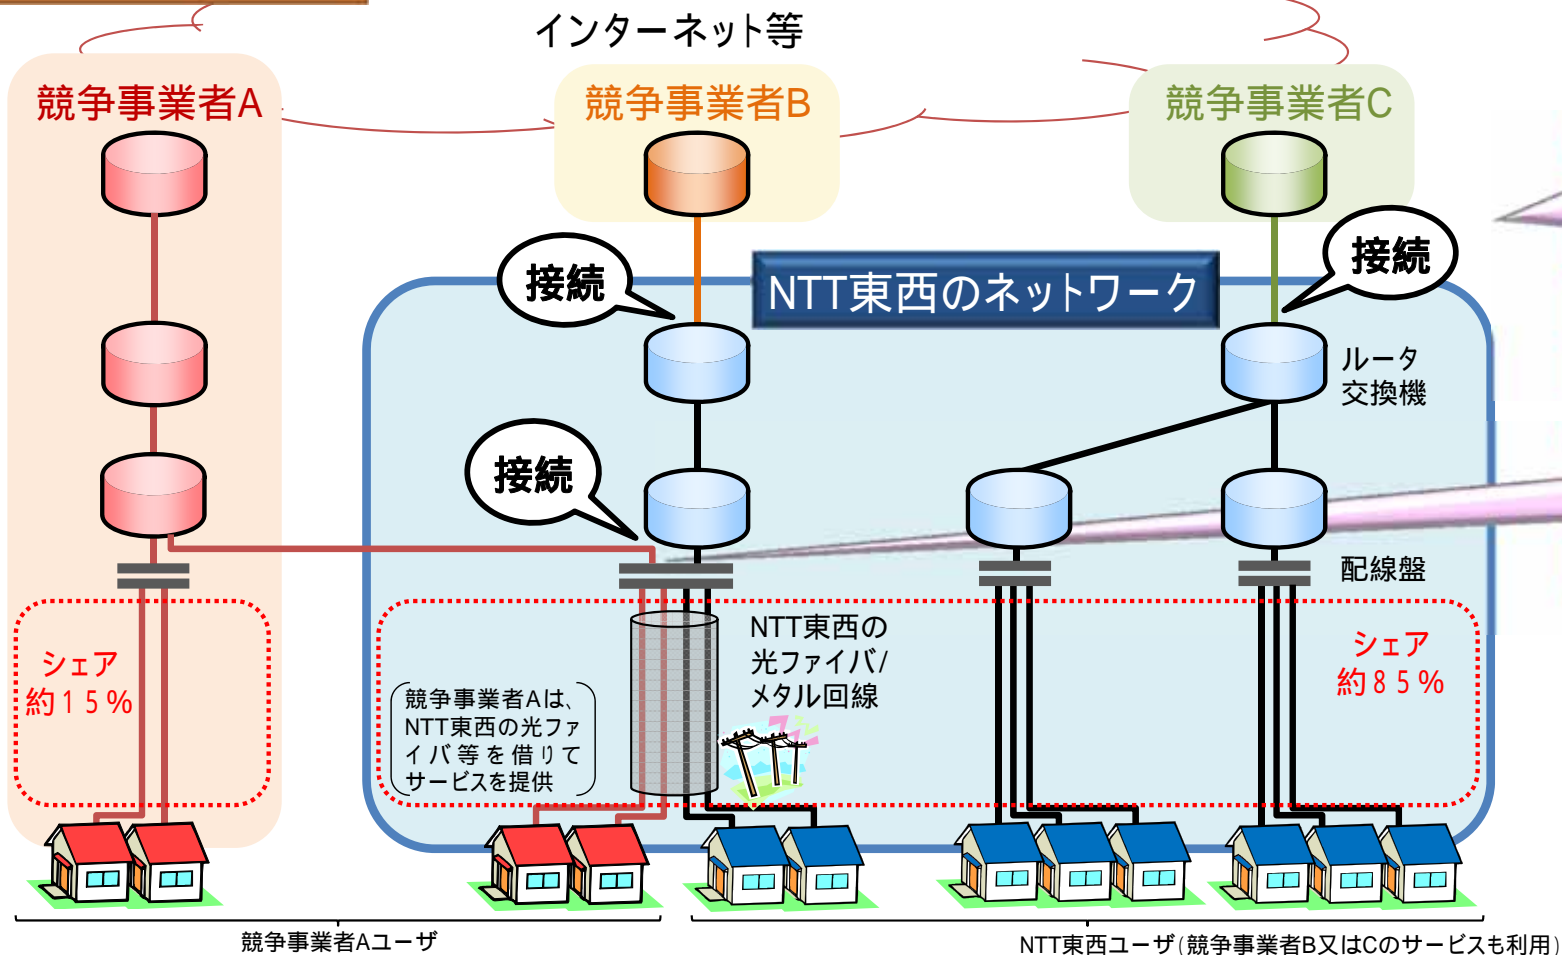 インターネット等
競争事業者A
競争事業者B
競争事業者C
接続
接続
NTT東西のネットワーク
ルータ
交換機
接続
配線盤
シェア
約15%
NTT東西の
光ファイバ/
メタル回線
シェア
約85%
競争事業者Aは、
NTT東西の光ファ
イバ等を借りて
サービスを提供
競争事業者Aユーザ
NTT東西ユーザ(競争事業者B又はCのサービスも利用)